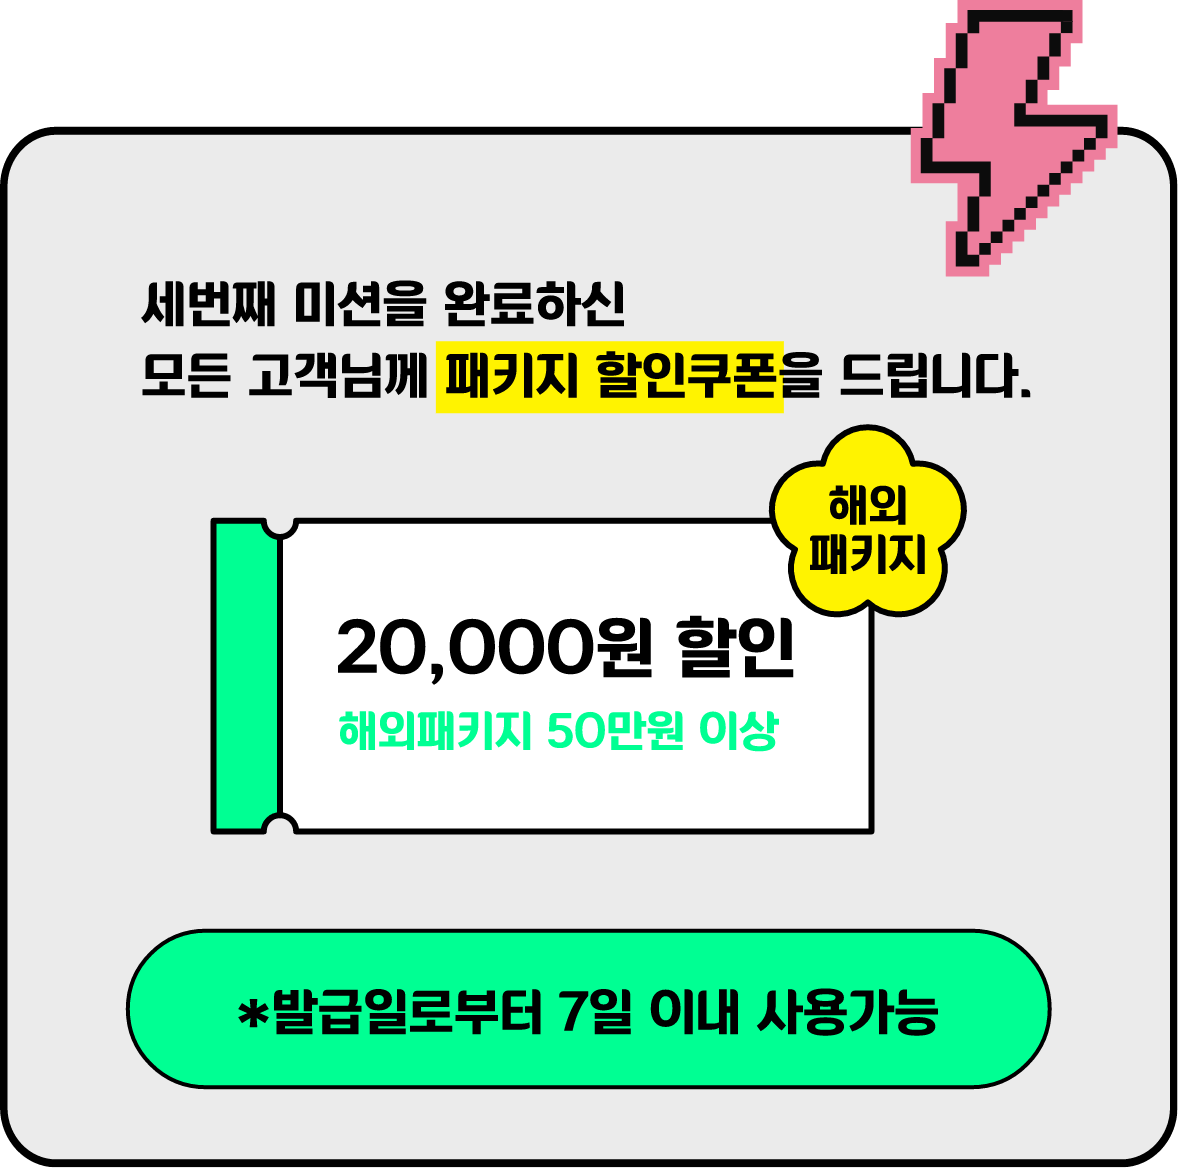 세번째 미션을 완료하신
모든 고객님께 패키지 할인쿠폰을 드립니다.
해외
패키지
20,000원 할인
해외패키지 50만원 이상
*발급일로부터 7일 이내 사용가능